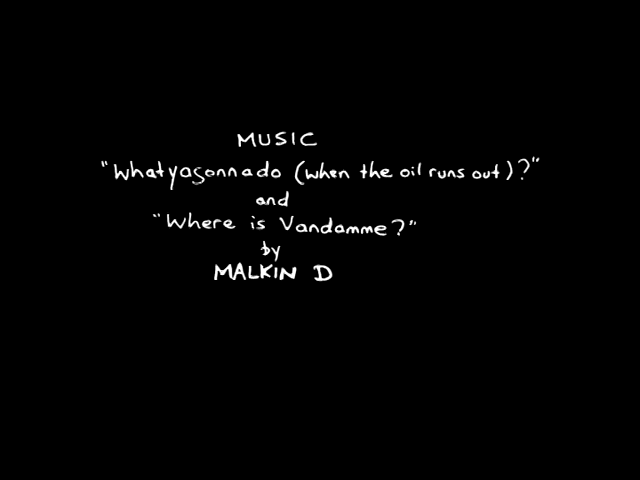 MUSIC
"Whatyagonnado (when the oil runs out)?"
and
"Where is Vandamme?"
by
MALKIN D